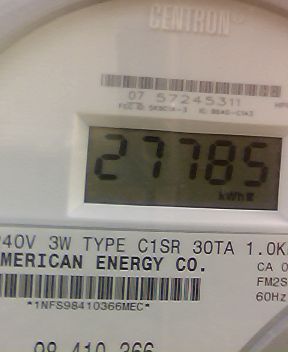 CENTRON
07 57245311
27785
kWh
240V 3W TYPE C1SR 30TA 1.0K
AMERICAN ENERGY CO.
CA 0
FM2S
60Hz
*1NFS98410366MEC*
98 410 366